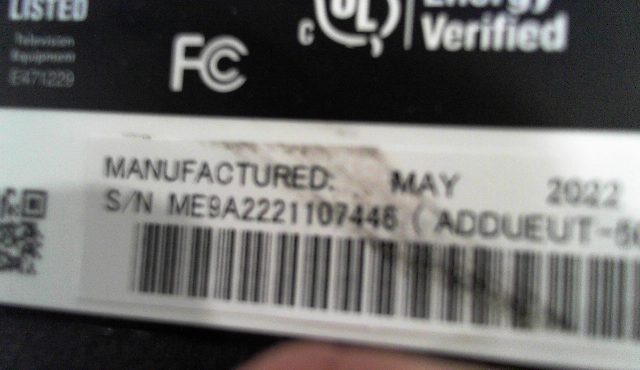 LISTED
Television
Equipment
E471229
FC
c UL
Energy
Verified
MANUFACTURED: MAY 2022
S/N ME9A2221107446 ( ADDUEUT-